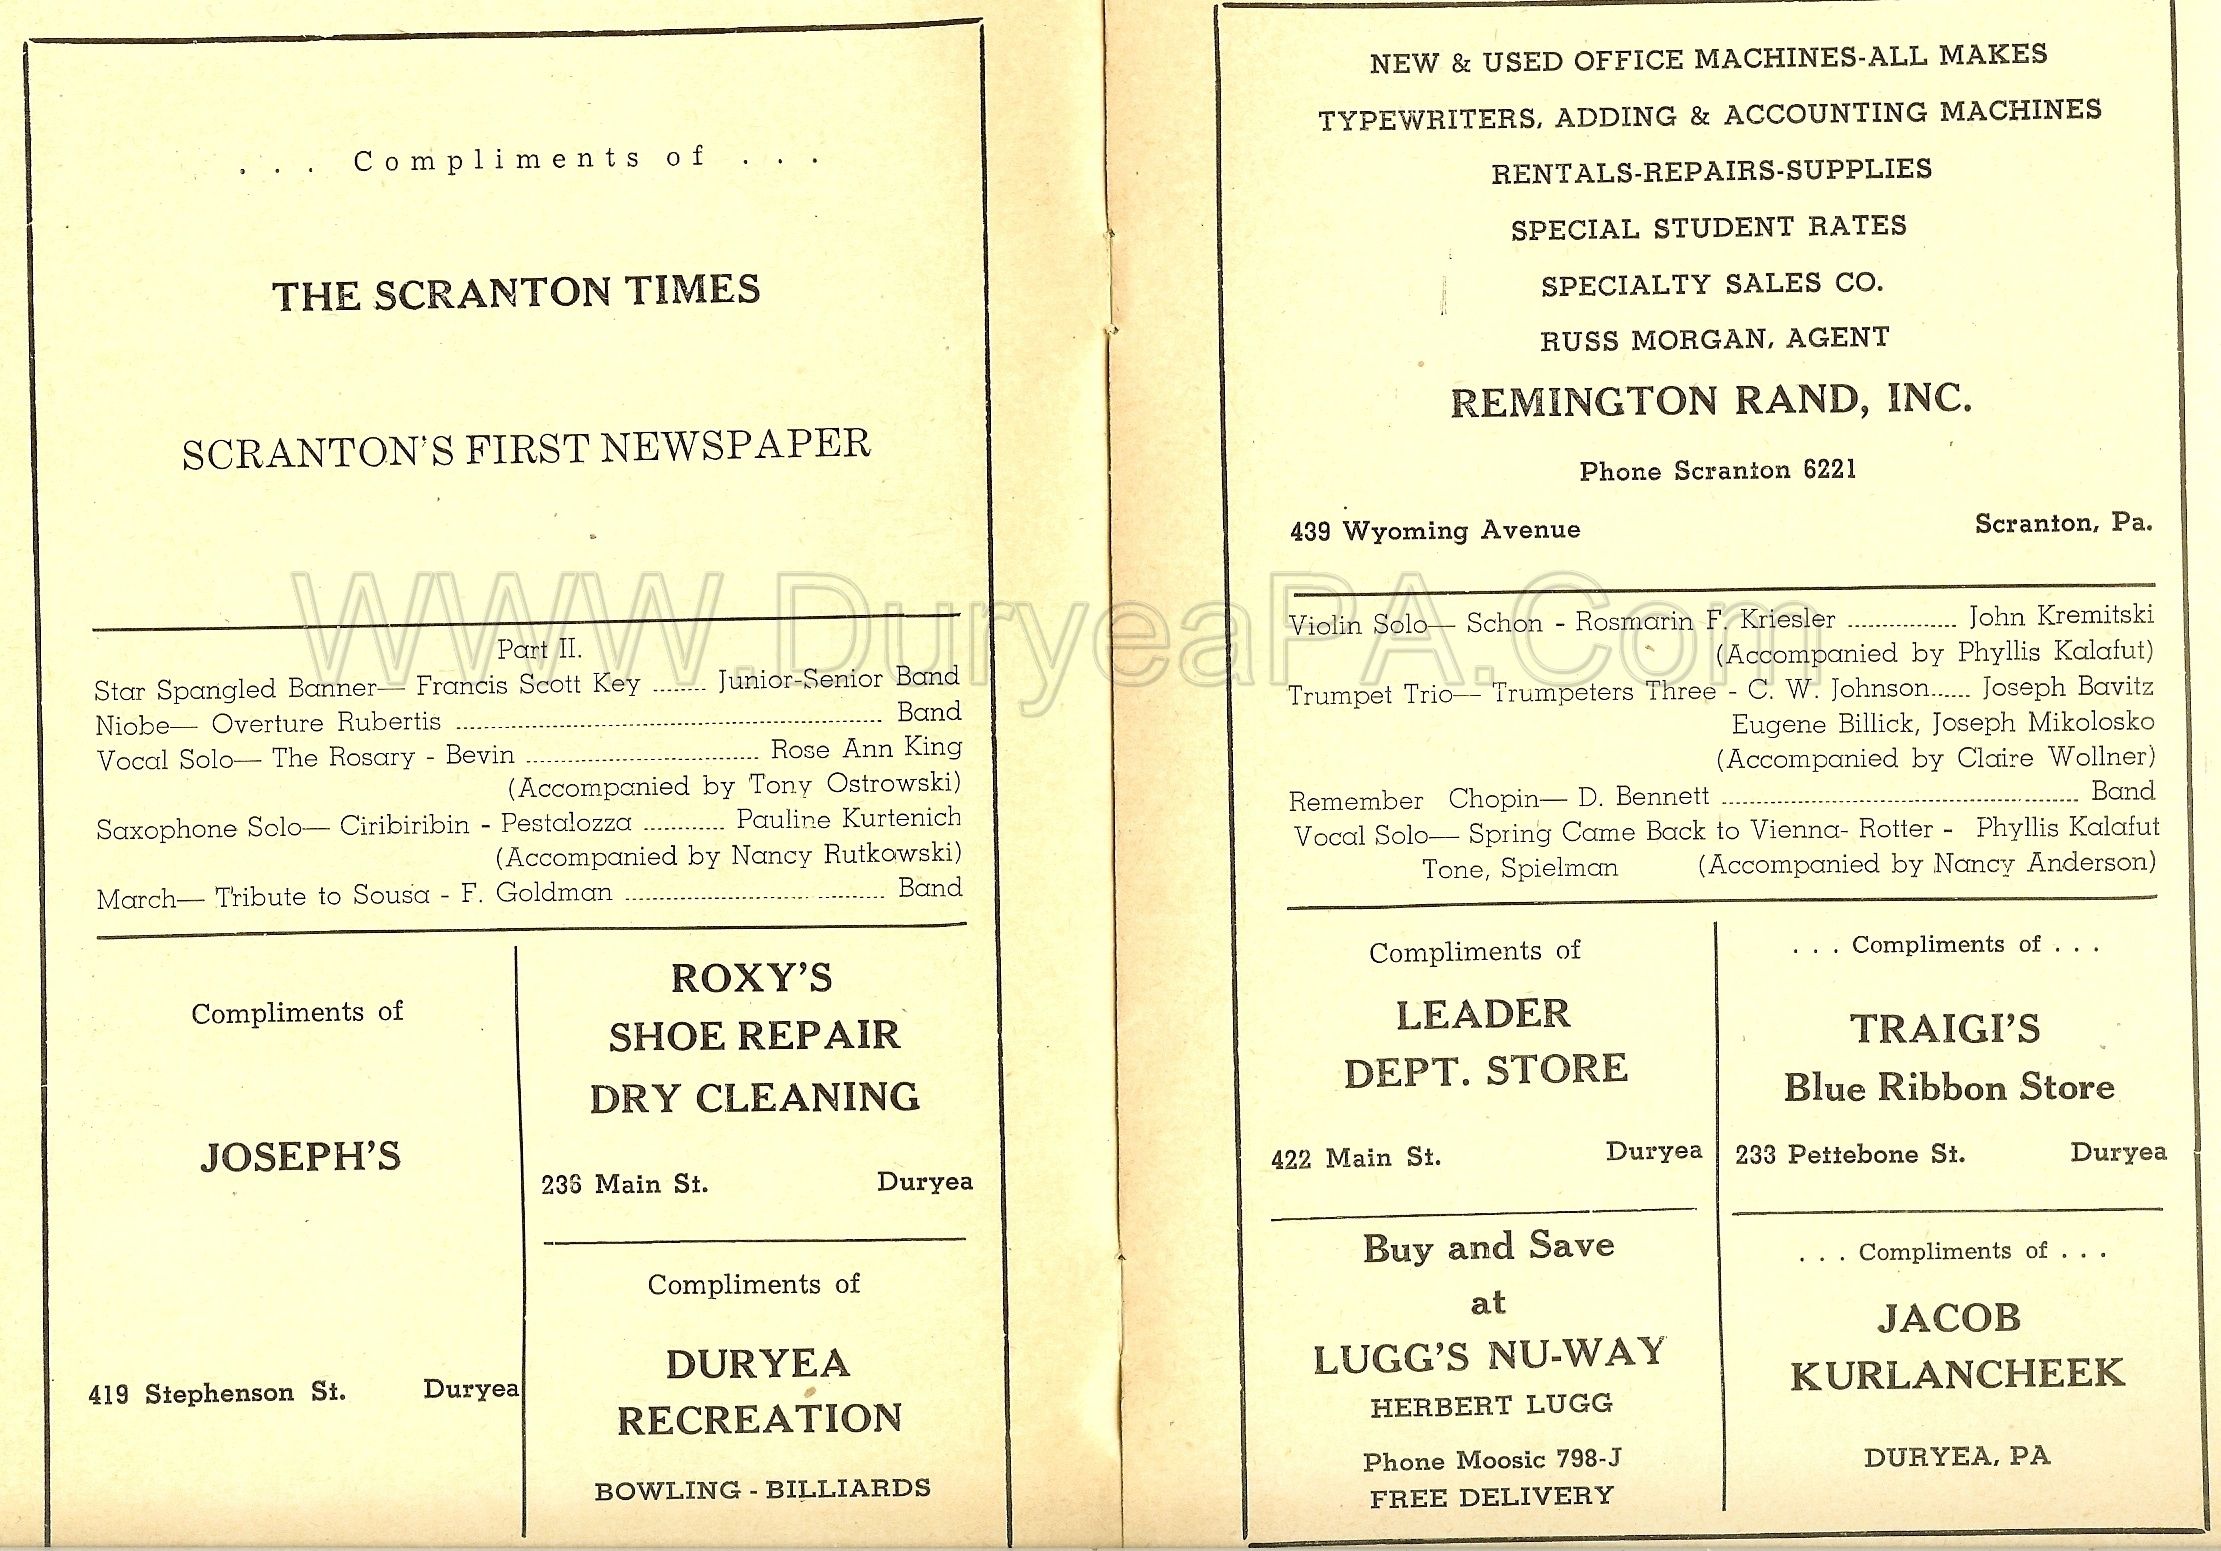 . . . Compliments of . . .
THE SCRANTON TIMES
SCRANTON'S FIRST NEWSPAPER
Part II.
Star Spangled Banner— Francis Scott Key ........ Junior-Senior Band
Niobe— Overture Rubertis ........ Band
Vocal Solo— The Rosary - Bevin ........ Rose Ann King
(Accompanied by Tony Ostrowski)
Saxophone Solo— Ciribiribin - Pestalozza ........ Pauline Kurtenich
(Accompanied by Nancy Rutkowski)
March— Tribute to Sousa - F. Goldman ........ Band
Compliments of
JOSEPH'S
419 Stephenson St. Duryea
ROXY'S
SHOE REPAIR
DRY CLEANING
236 Main St. Duryea
Compliments of
DURYEA
RECREATION
BOWLING - BILLIARDS
NEW & USED OFFICE MACHINES-ALL MAKES
TYPEWRITERS, ADDING & ACCOUNTING MACHINES
RENTALS-REPAIRS-SUPPLIES
SPECIAL STUDENT RATES
SPECIALTY SALES CO.
RUSS MORGAN, AGENT
REMINGTON RAND, INC.
Phone Scranton 6221
439 Wyoming Avenue Scranton, Pa.
Violin Solo— Schon - Rosmarin F. Kriesler ........ John Kremitski
(Accompanied by Phyllis Kalafut)
Trumpet Trio— Trumpeters Three - C. W. Johnson...... Joseph Bavitz
Eugene Billick, Joseph Mikolosko
(Accompanied by Claire Wollner)
Remember Chopin— D. Bennett ........ Band
Vocal Solo— Spring Came Back to Vienna- Rotter - Phyllis Kalafut
Tone, Spielman (Accompanied by Nancy Anderson)
Compliments of
LEADER
DEPT. STORE
422 Main St. Duryea
. . . Compliments of . . .
TRAIGI'S
Blue Ribbon Store
233 Pettebone St. Duryea
Buy and Save
at
LUGG'S NU-WAY
HERBERT LUGG
Phone Moosic 798-J
FREE DELIVERY
. . . Compliments of . . .
JACOB
KURLANCHEEK
DURYEA, PA
WWW.DuryeaPA.Com